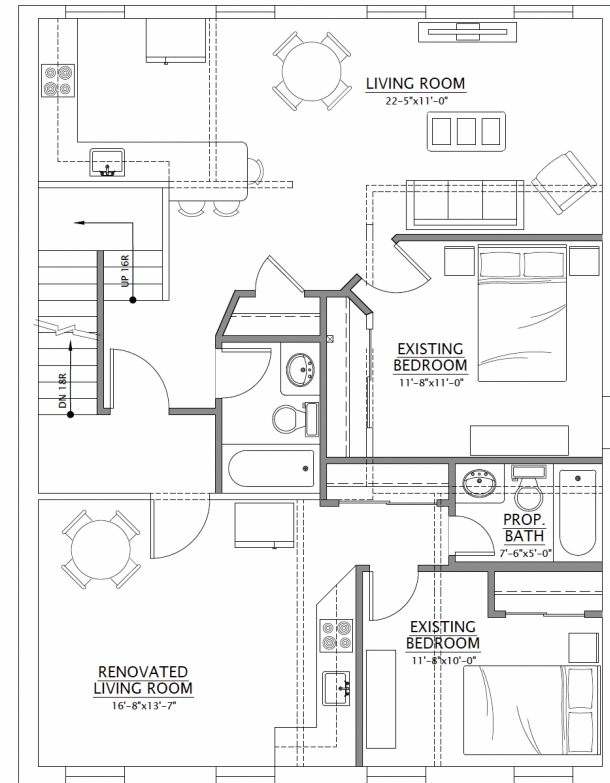 LIVING ROOM
22-5"x11'-0"
UP 16R
DN 18R
EXISTING
BEDROOM
11'-8"x11'-0"
PROP.
BATH
7'-6"x5'-0"
EXISTING
BEDROOM
11'-8"x10'-0"
RENOVATED
LIVING ROOM
16'-8"x13'-7"